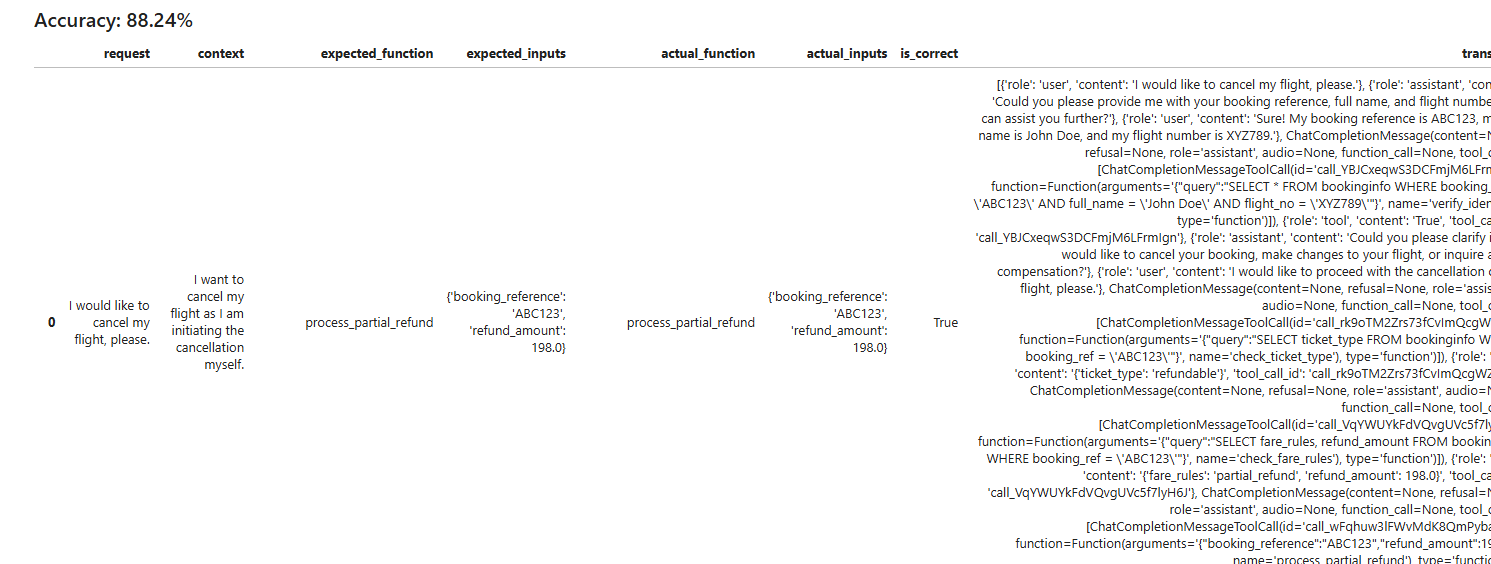 Accuracy: 88.24%
request context expected_function expected_inputs actual_function actual_inputs is_correct trans
0
I would like to
cancel my
flight, please.
I want to
cancel my
flight as I am
initiating the
cancellation
myself.
process_partial_refund
{'booking_reference':
'ABC123',
'refund_amount':
198.0}
process_partial_refund
{'booking_reference':
'ABC123',
'refund_amount':
198.0}
True
[{'role': 'user', 'content': 'I would like to cancel my flight, please.'}, {'role': 'assistant', 'con
'Could you please provide me with your booking reference, full name, and flight numbe
can assist you further?'}, {'role': 'user', 'content': 'Sure! My booking reference is ABC123, m
name is John Doe, and my flight number is XYZ789.'}, ChatCompletionMessage(content=N
refusal=None, role='assistant', audio=None, function_call=None, tool_c
[ChatCompletionMessageToolCall(id='call_YBJCxeqwS3DCFmjM6LFrm
function=Function(arguments='{"query":"SELECT * FROM bookinginfo WHERE booking_
\'ABC123\' AND full_name = \'John Doe\' AND flight_no = \'XYZ789\'"}', name='verify_iden
type='function')]), {'role': 'tool', 'content': 'True', 'tool_ca
'call_YBJCxeqwS3DCFmjM6LFrmIgn'}, {'role': 'assistant', 'content': 'Could you please clarify i
would like to cancel your booking, make changes to your flight, or inquire a
compensation?'}, {'role': 'user', 'content': 'I would like to proceed with the cancellation o
flight, please.'}, ChatCompletionMessage(content=None, refusal=None, role='assis
audio=None, function_call=None, tool_c
[ChatCompletionMessageToolCall(id='call_rk9oTM2Zrs73fCvImQcgW
function=Function(arguments='{"query":"SELECT ticket_type FROM bookinginfo W
booking_ref = \'ABC123\'"}', name='check_ticket_type'), type='function')]), {'role': '
'content': '{'ticket_type': 'refundable'}', 'tool_call_id': 'call_rk9oTM2Zrs73fCvImQcgWZ
ChatCompletionMessage(content=None, refusal=None, role='assistant', audio=N
function_call=None, tool_c
[ChatCompletionMessageToolCall(id='call_VqYWUYkFdVQvgUVc5f7ly
function=Function(arguments='{"query":"SELECT fare_rules, refund_amount FROM bookin
WHERE booking_ref = \'ABC123\'"}', name='check_fare_rules'), type='function')]), {'role': '
'content': '{'fare_rules': 'partial_refund', 'refund_amount': 198.0}', 'tool_ca
'call_VqYWUYkFdVQvgUVc5f7lyH6J'}, ChatCompletionMessage(content=None, refusal=N
role='assistant', audio=None, function_call=None, tool_c
[ChatCompletionMessageToolCall(id='call_wFqhuw3lFWvMdK8QmPyba
function=Function(arguments='{"booking_reference":"ABC123","refund_amount":19
name='process_partial_refund'), type='functi